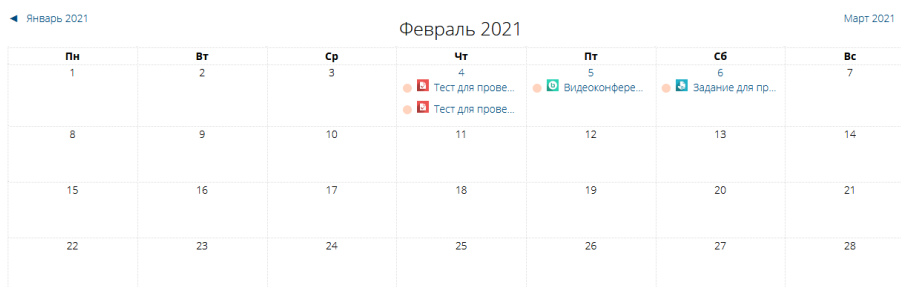 ◄ Январь 2021
Февраль 2021
Март 2021
Пн Вт Ср Чт Пт Сб Вс
1 2 3 4 5 6 7
Тест для прове... Видеоконфере... Задание для пр...
Тест для прове...
8 9 10 11 12 13 14
15 16 17 18 19 20 21
22 23 24 25 26 27 28